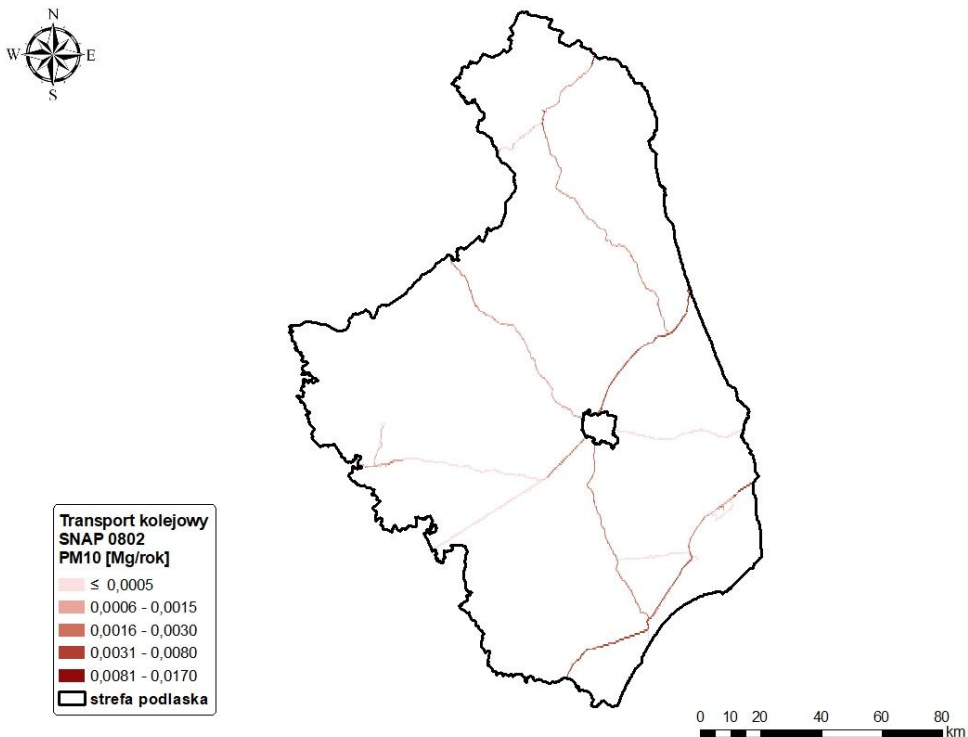 N
W E
S
Transport kolejowy
SNAP 0802
PM10 [Mg/rok]
≤ 0,0005
0,0006 - 0,0015
0,0016 - 0,0030
0,0031 - 0,0080
0,0081 - 0,0170
strefa podlaska
0 10 20 40 60 80
km